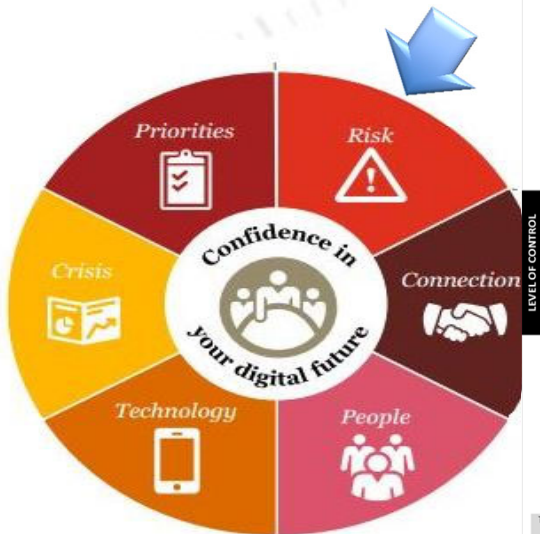 Priorities
Risk
Crisis
Confidence in
your digital future
Connection
Technology
People
LEVEL OF CONTROL